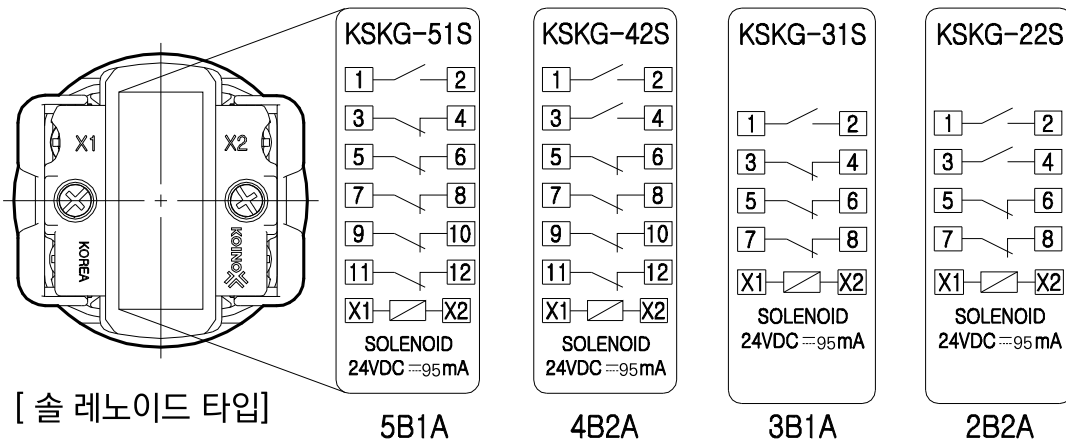 X1 X2
KOREA KOINO
[ 솔 레노이드 타입]
KSKG-51S
1 2
3 4
5 6
7 8
9 10
11 12
X1 X2
SOLENOID
24VDC ⎓95mA
5B1A
KSKG-42S
1 2
3 4
5 6
7 8
9 10
11 12
X1 X2
SOLENOID
24VDC ⎓95mA
4B2A
KSKG-31S
1 2
3 4
5 6
7 8
X1 X2
SOLENOID
24VDC ⎓95mA
3B1A
KSKG-22S
1 2
3 4
5 6
7 8
X1 X2
SOLENOID
24VDC ⎓95mA
2B2A